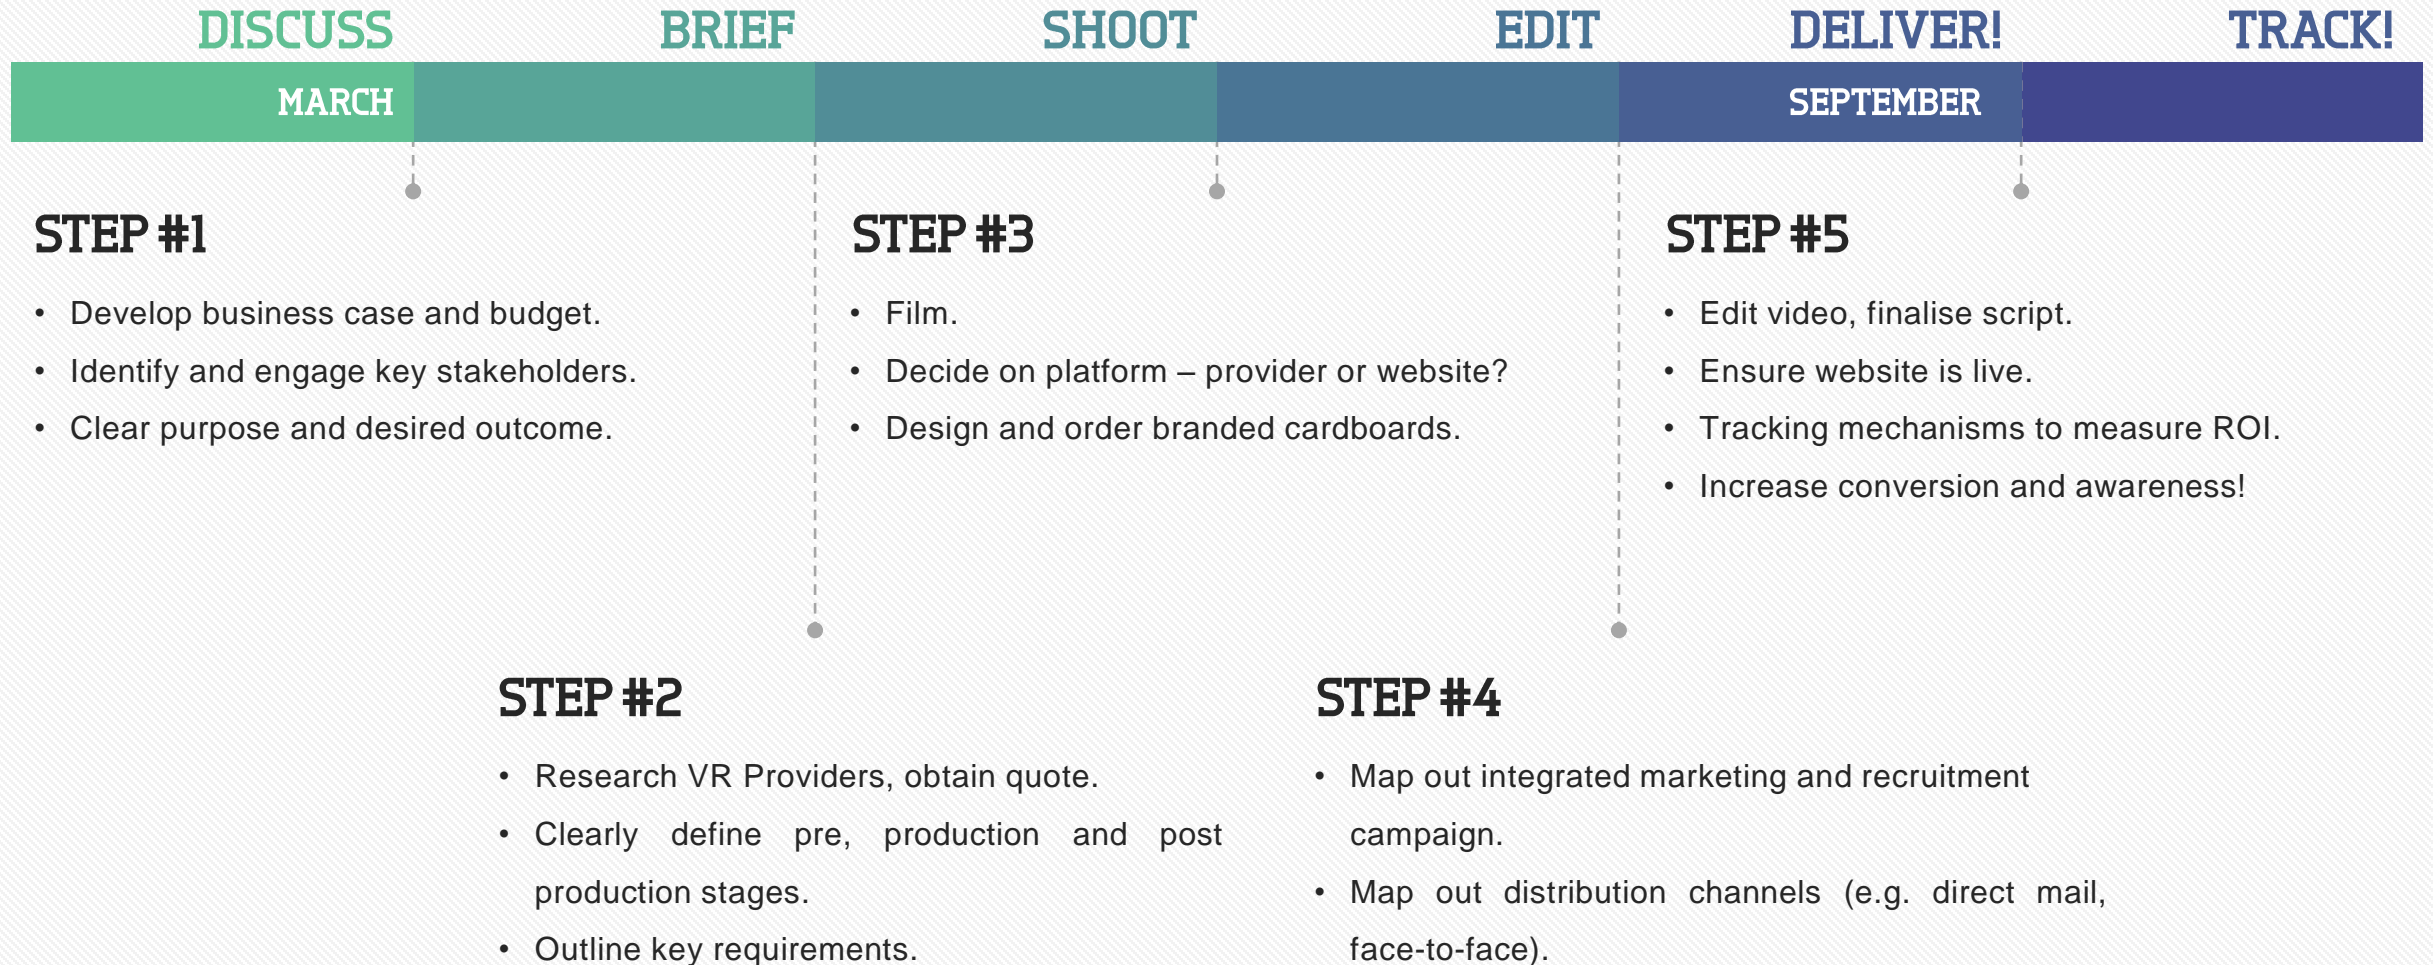 DISCUSS
BRIEF
SHOOT
EDIT
DELIVER!
TRACK!
MARCH
SEPTEMBER
STEP #1
• Develop business case and budget.
• Identify and engage key stakeholders.
• Clear purpose and desired outcome.
STEP #3
• Film.
• Decide on platform – provider or website?
• Design and order branded cardboards.
STEP #5
• Edit video, finalise script.
• Ensure website is live.
• Tracking mechanisms to measure ROI.
• Increase conversion and awareness!
STEP #2
• Research VR Providers, obtain quote.
• Clearly define pre, production and post
production stages.
• Outline key requirements.
STEP #4
• Map out integrated marketing and recruitment
campaign.
• Map out distribution channels (e.g. direct mail,
face-to-face).